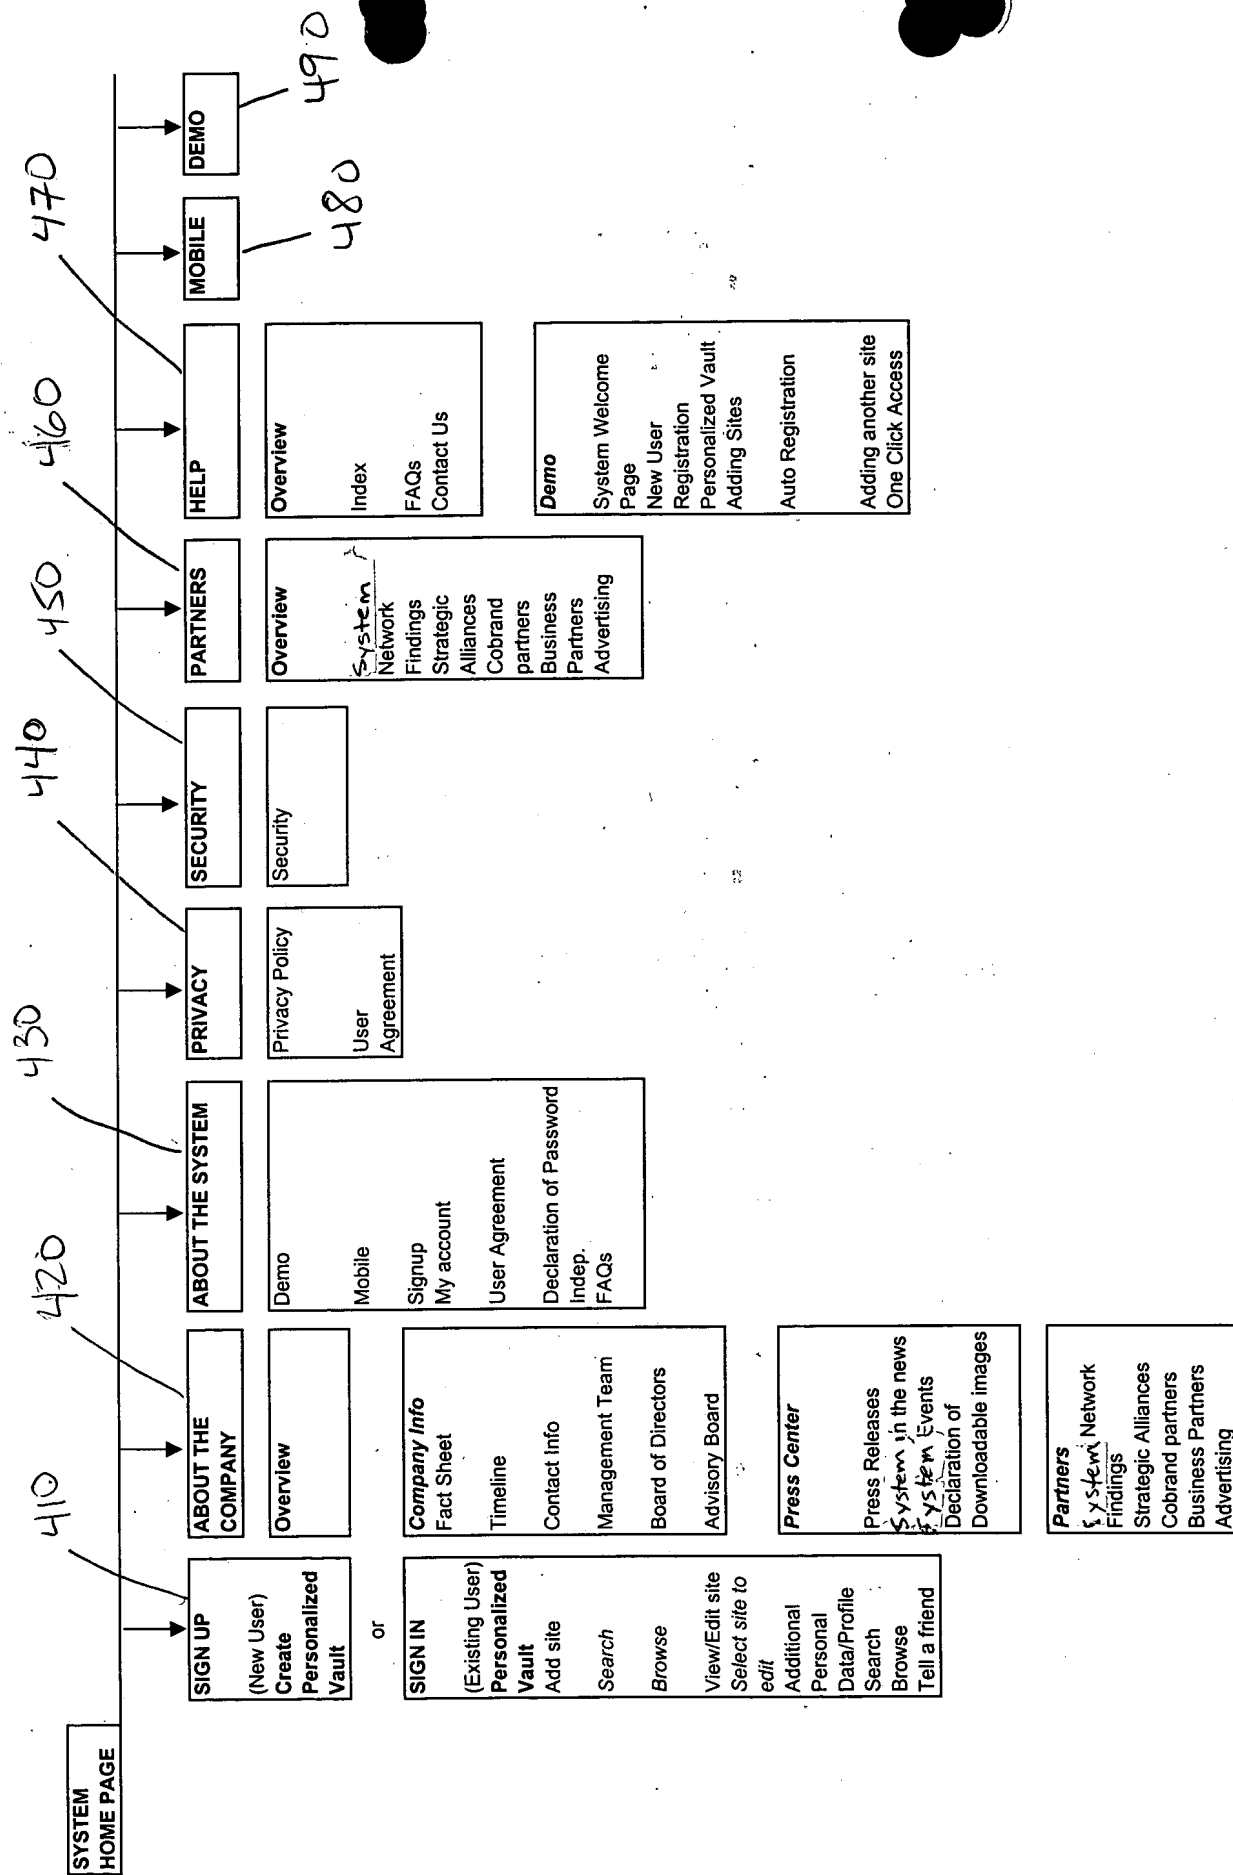 SYSTEM
HOME PAGE
410
SIGN UP
(New User)
Create
Personalized
Vault
or
SIGN IN
(Existing User)
Personalized
Vault
Add site
Search
Browse
View/Edit site
Select site to
edit
Additional
Personal
Data/Profile
Search
Browse
Tell a friend
420
ABOUT THE
COMPANY
Overview
Company Info
Fact Sheet
Timeline
Contact Info
Management Team
Board of Directors
Advisory Board
Press Center
Press Releases
System in the news
System Events
Declaration of
Downloadable images
Partners
System Network
Findings
Strategic Alliances
Cobrand partners
Business Partners
Advertising
430
ABOUT THE SYSTEM
Demo
Mobile
Signup
My account
User Agreement
Declaration of Password
Indep.
FAQs
440
PRIVACY
Privacy Policy
User
Agreement
450
SECURITY
Security
460
PARTNERS
Overview
System
Network
Findings
Strategic
Alliances
Cobrand
partners
Business
Partners
Advertising
470
HELP
Overview
Index
FAQs
Contact Us
Demo
System Welcome
Page
New User
Registration
Personalized Vault
Adding Sites
Auto Registration
Adding another site
One Click Access
MOBILE
480
DEMO
490